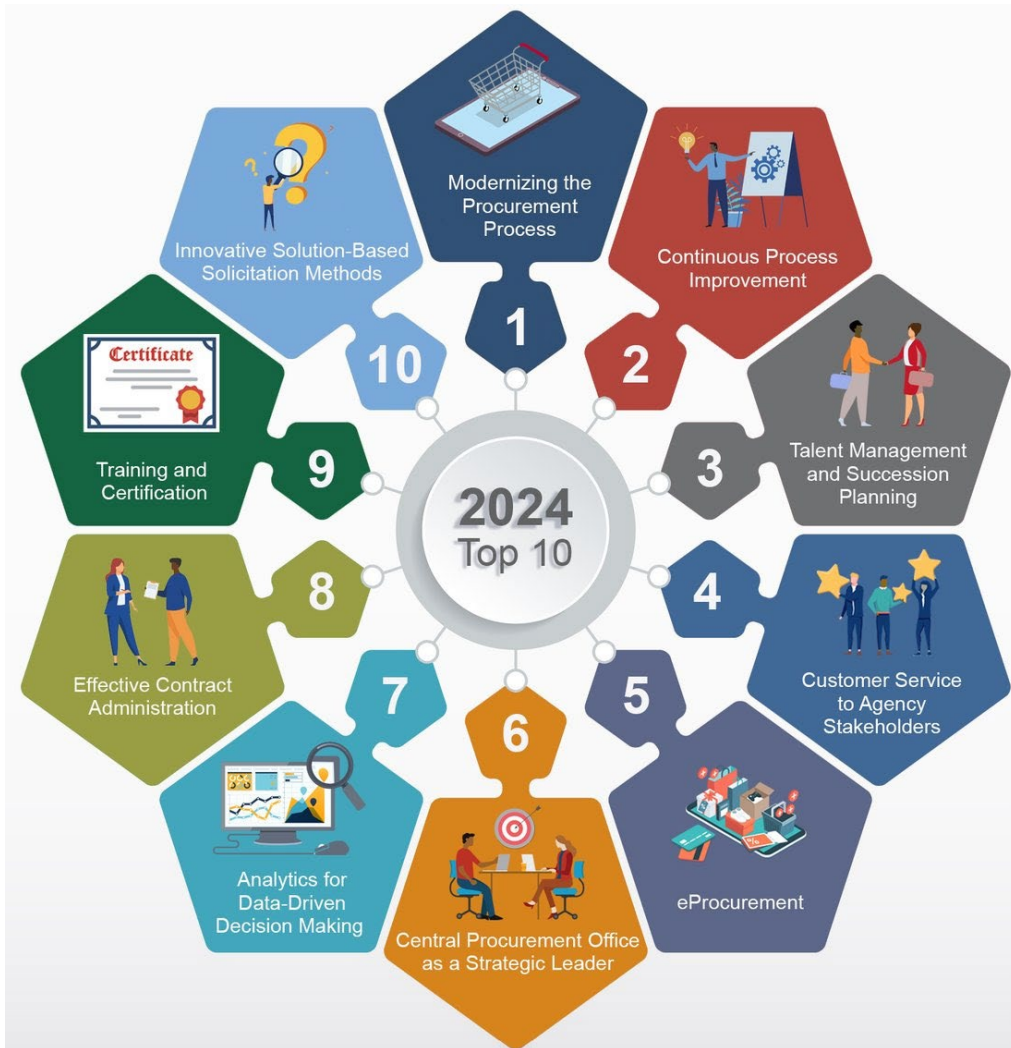 Modernizing the
Procurement
Process
1
Continuous Process
Improvement
2
Talent Management
and Succession
Planning
3
Customer Service
to Agency
Stakeholders
4
eProcurement
5
Central Procurement Office
as a Strategic Leader
6
Analytics for
Data-Driven
Decision Making
7
Effective Contract
Administration
8
Certificate
Training and
Certification
9
Innovative Solution-Based
Solicitation Methods
10
2024
Top 10